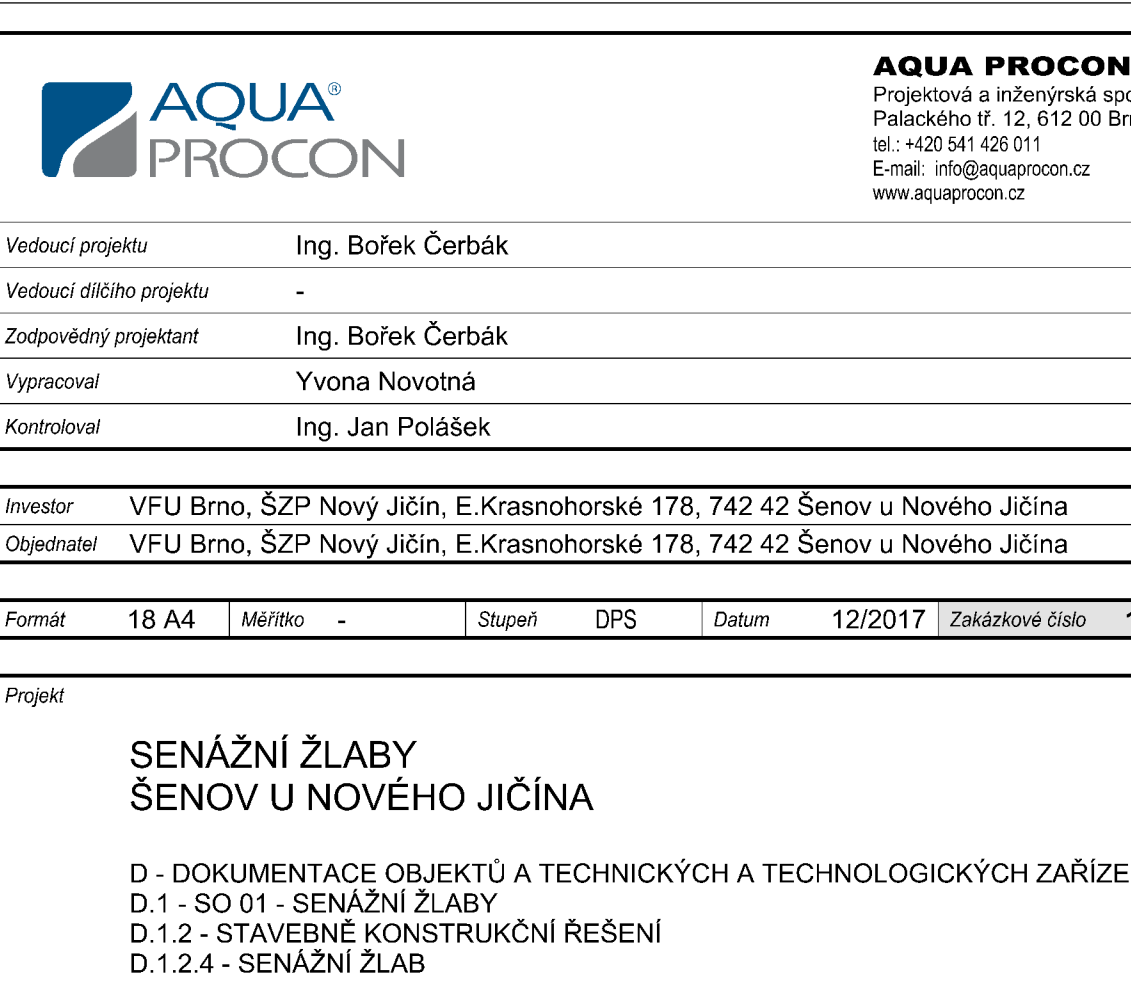 AQUA®
PROCON
AQUA PROCON
Projektová a inženýrská
Palackého tř. 12, 612 00
tel.: +420 541 426 011
E-mail: info@aquaprocon.cz
www.aquaprocon.cz
Vedoucí projektu Ing. Bořek Čerbák
Vedoucí dílčího projektu -
Zodpovědný projektant Ing. Bořek Čerbák
Vypracoval Yvona Novotná
Kontroloval Ing. Jan Polášek
Investor VFU Brno, ŠZP Nový Jičín, E.Krasnohorské 178, 742 42 Šenov u Nového Jičína
Objednatel VFU Brno, ŠZP Nový Jičín, E.Krasnohorské 178, 742 42 Šenov u Nového Jičína
Formát 18 A4 Měřítko - Stupeň DPS Datum 12/2017 Zakázkové číslo
Projekt
SENÁŽNÍ ŽLABY
ŠENOV U NOVÉHO JIČÍNA
D - DOKUMENTACE OBJEKTŮ A TECHNICKÝCH A TECHNOLOGICKÝCH
D.1 - SO 01 - SENÁŽNÍ ŽLABY
D.1.2 - STAVEBNĚ KONSTRUKČNÍ ŘEŠENÍ
D.1.2.4 - SENÁŽNÍ ŽLAB